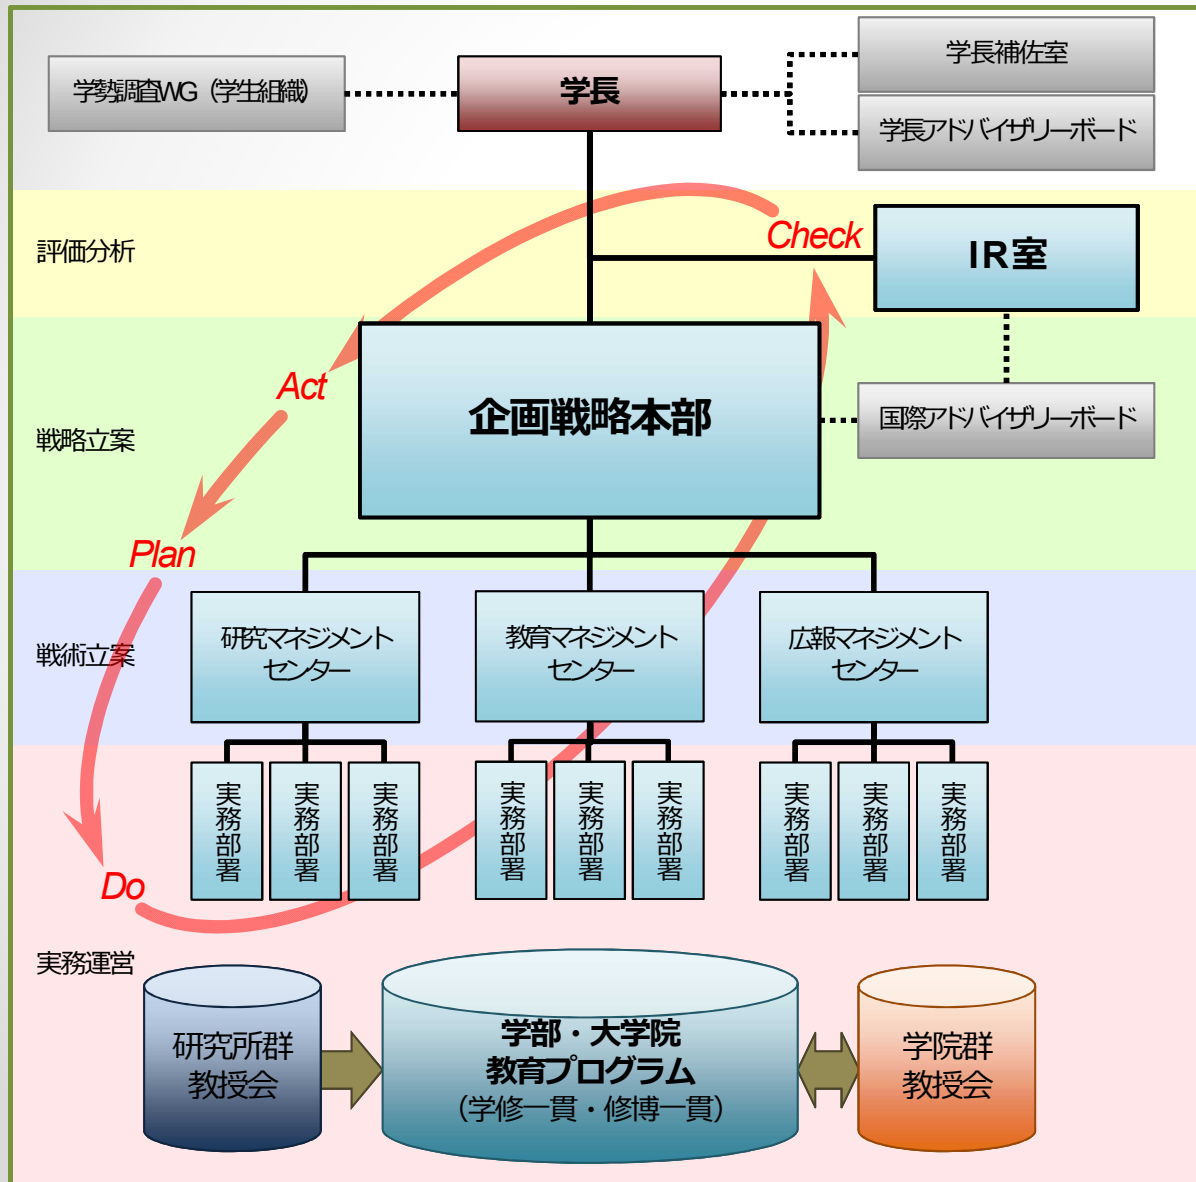 学長補佐室
学勢調査WG（学生組織）
学長
学長アドバイザリーボード
評価分析
Check
IR室
Act
戦略立案
企画戦略本部
国際アドバイザリーボード
Plan
戦術立案
研究マネジメント
センター
教育マネジメント
センター
広報マネジメント
センター
実務部署
実務部署
実務部署
実務部署
実務部署
実務部署
実務部署
実務部署
実務部署
Do
実務運営
研究所群
教授会
学部・大学院
教育プログラム
（学修一貫・修博一貫）
学院群
教授会